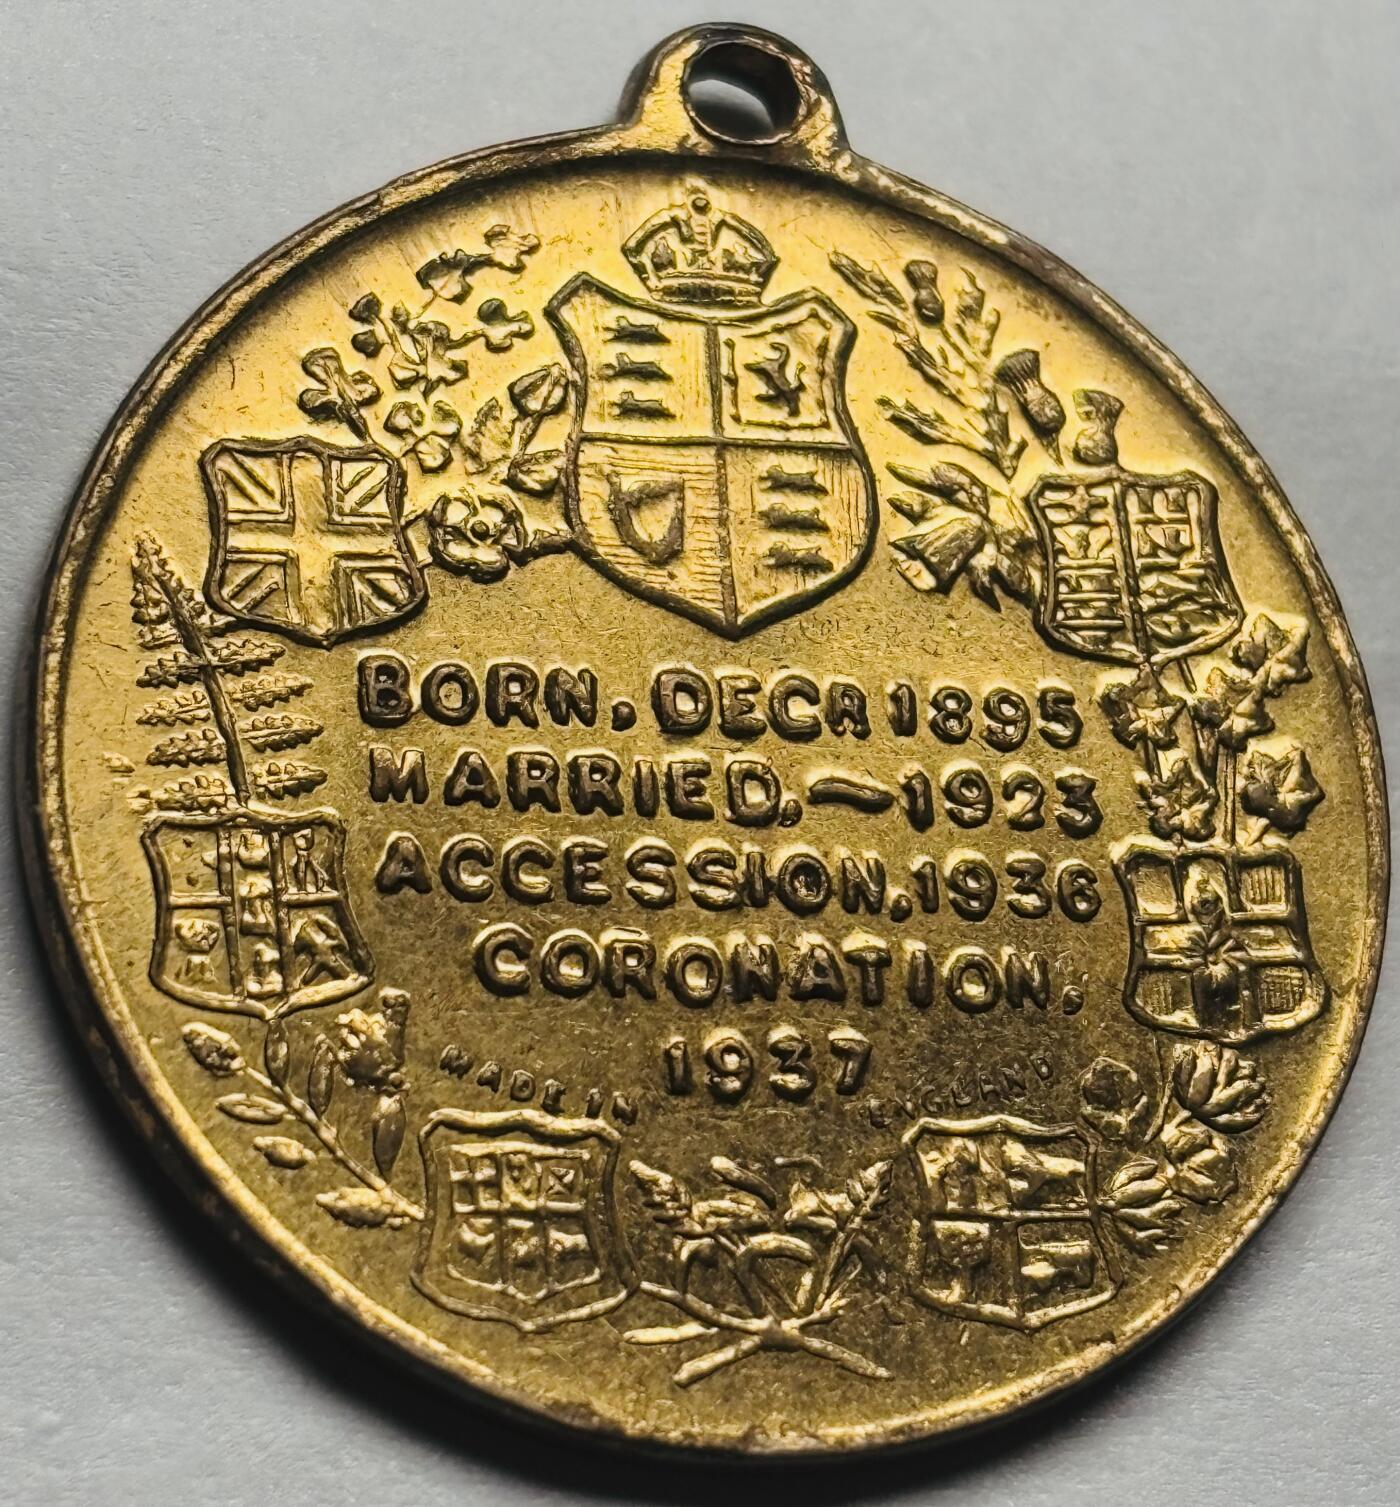 BORN, DECR 1895
MARRIED, — 1923
ACCESSION, 1936
CORONATION,
1937
MADE IN ENGLAND